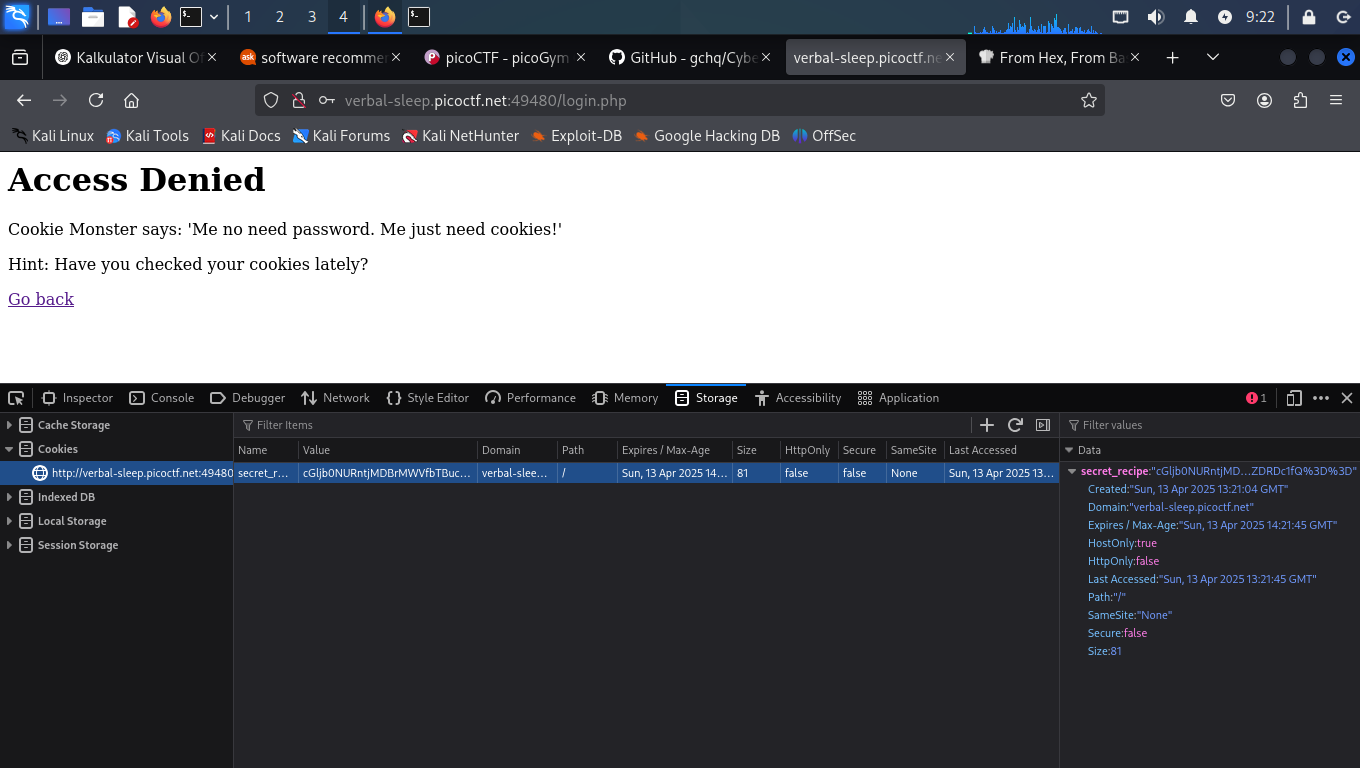 1 2 3 4 9:22
Kalkulator Visual Of
software recommen
picoCTF - picoGym
GitHub - gchq/Cybe
verbal-sleep.picoctf.ne
From Hex, From Ba
verbal-sleep.picoctf.net:49480/login.php
Kali Linux Kali Tools Kali Docs Kali Forums Kali NetHunter Exploit-DB Google Hacking DB OffSec
Access Denied
Cookie Monster says: 'Me no need password. Me just need cookies!'
Hint: Have you checked your cookies lately?
Go back
Inspector Console Debugger Network Style Editor Performance Memory Storage Accessibility Application 1
Cache Storage
Cookies
http://verbal-sleep.picoctf.net:49480
Indexed DB
Local Storage
Session Storage
Filter Items
Name Value Domain Path Expires / Max-Age Size HttpOnly Secure SameSite Last Accessed
secret_r... cGljb0NURntjMDBrMWVfbTBuc... verbal-slee... / Sun, 13 Apr 2025 14... 81 false false None Sun, 13 Apr 2025 13...
Filter values
Data
secret_recipe:"cGljb0NURntjMD...ZDRDc1fQ%3D%3D"
Created:"Sun, 13 Apr 2025 13:21:04 GMT"
Domain:"verbal-sleep.picoctf.net"
Expires / Max-Age:"Sun, 13 Apr 2025 14:21:45 GMT"
HostOnly:true
HttpOnly:false
Last Accessed:"Sun, 13 Apr 2025 13:21:45 GMT"
Path:"/"
SameSite:"None"
Secure:false
Size:81